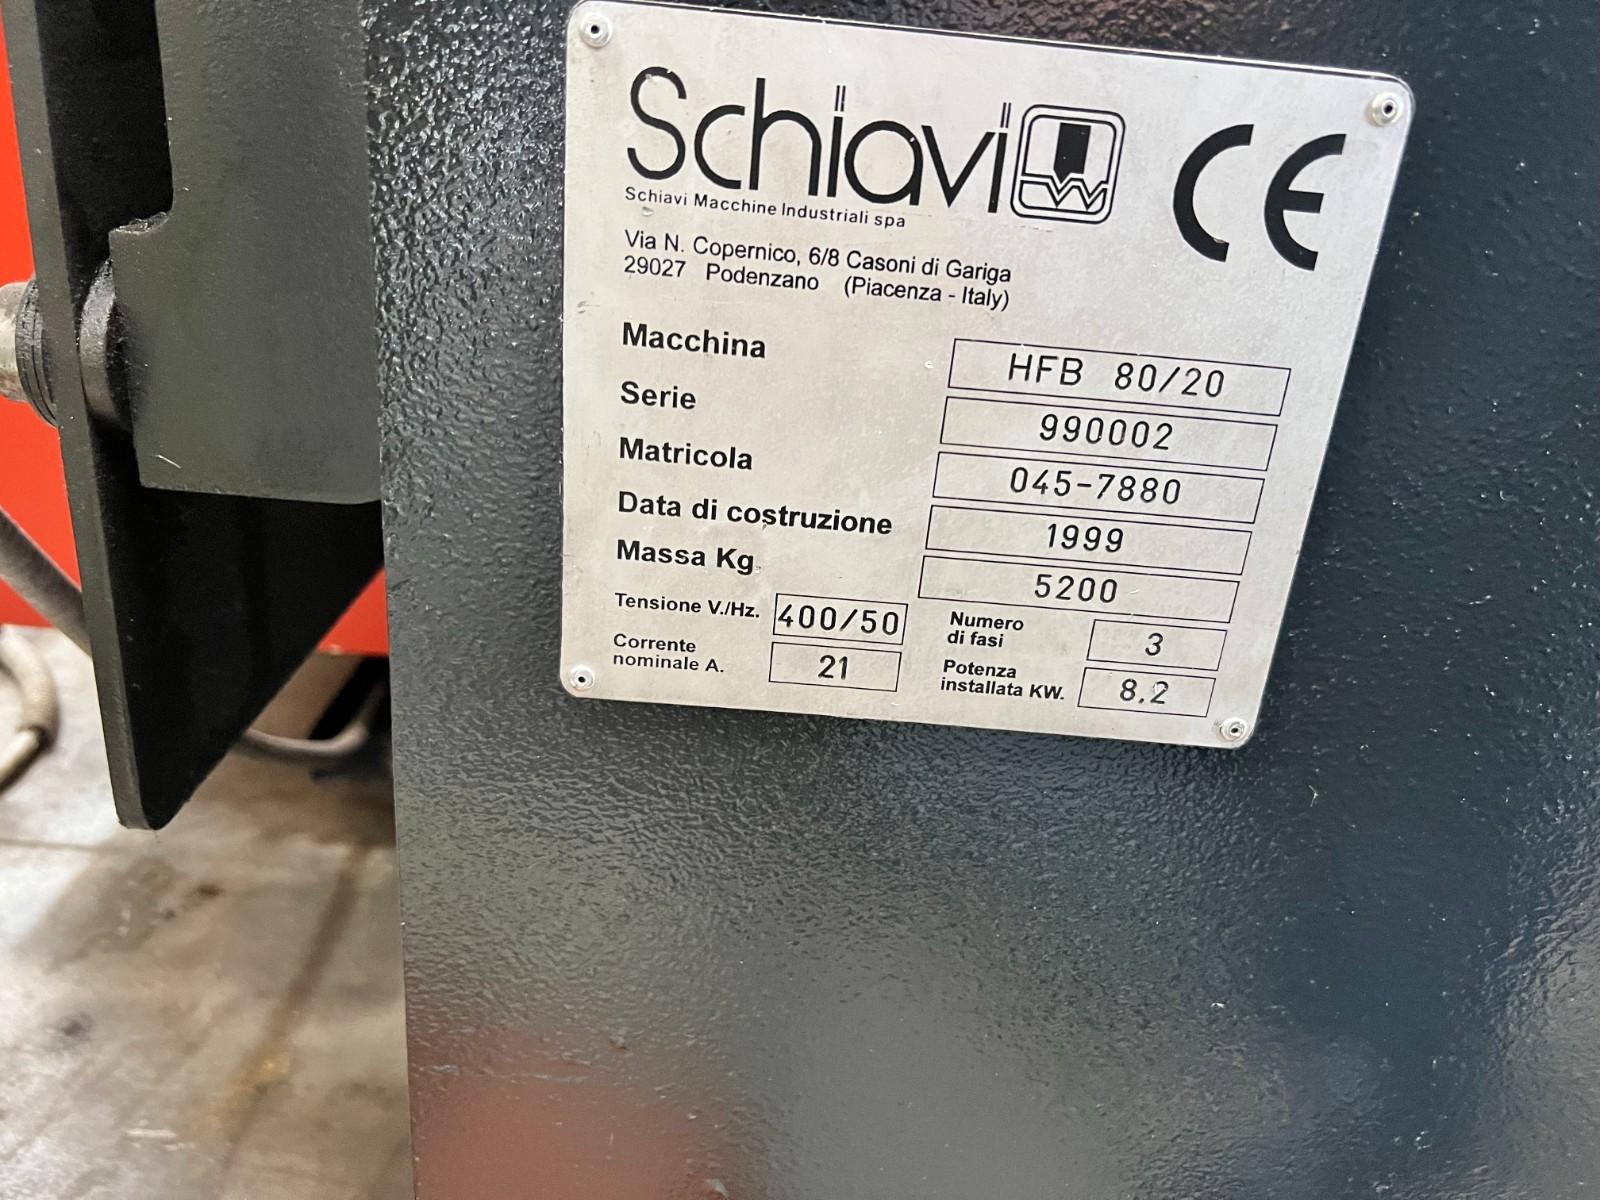 Schiavi CE
Schiavi Macchine Industriali spa
Via N. Copernico, 6/8 Casoni di Gariga
29027 Podenzano (Piacenza - Italy)
Macchina HFB 80/20
Serie 990002
Matricola 045-7880
Data di costruzione 1999
Massa Kg 5200
Tensione V./Hz. 400/50 Numero di fasi 3
Corrente nominale A. 21 Potenza installata KW. 8.2